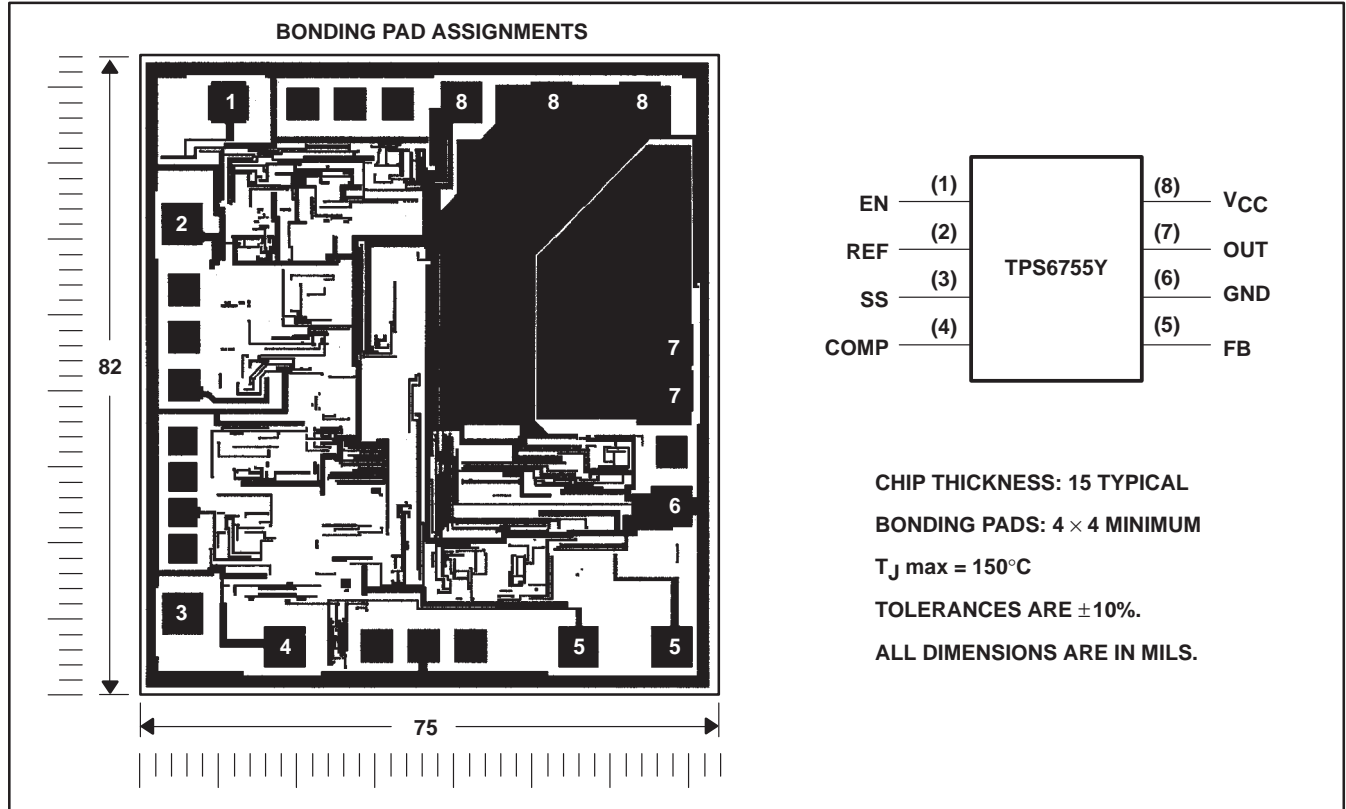 BONDING PAD ASSIGNMENTS
1
8
8
8
2
7
7
6
3
4
5
5
82
75
(1)
EN
(2)
REF
(3)
SS
(4)
COMP
TPS6755Y
(8)
VCC
(7)
OUT
(6)
GND
(5)
FB
CHIP THICKNESS: 15 TYPICAL
BONDING PADS: 4 × 4 MINIMUM
TJ max = 150°C
TOLERANCES ARE ±10%.
ALL DIMENSIONS ARE IN MILS.